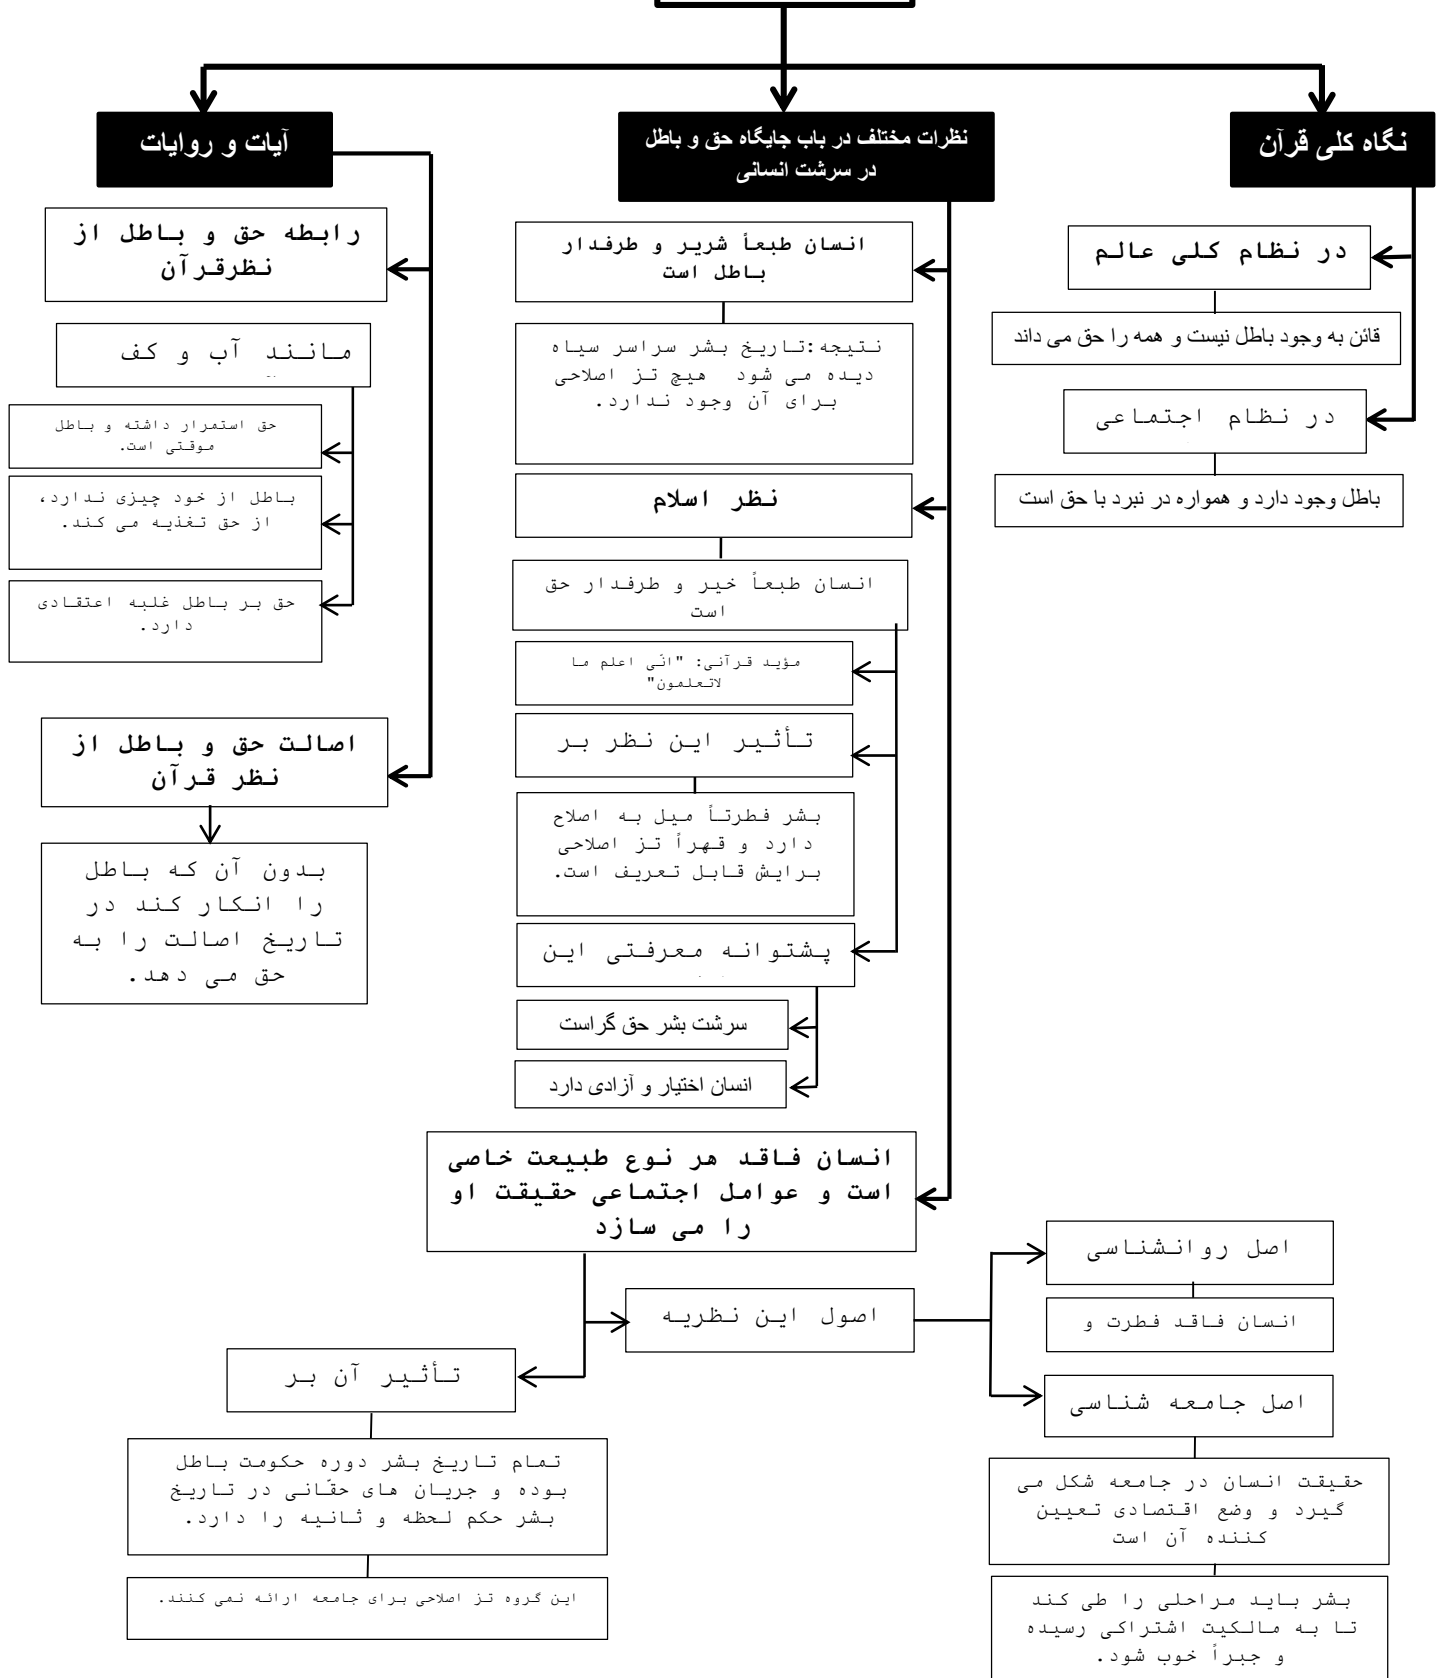 نگاه کلی قرآن
در نظام کلی عالم
قائن به وجود باطل نیست و همه را حق می داند
در نظام اجتماعی
باطل وجود دارد و همواره در نبرد با حق است
نظرات مختلف در باب جایگاه حق و باطل
در سرشت انسانی
انسان طبعاً شریر و طرفدار
باطل است
نتیجه:تاریخ بشر سراسر سیاه
دیده می شود هیچ تز اصلاحی
برای آن وجود ندارد.
نظر اسلام
انسان طبعاً خیر و طرفدار حق
است
مؤید قرآنی: "انّی اعلم ما
لاتعلمون"
تأثیر این نظر بر
بشر فطرتاً میل به اصلاح
دارد و قهراً تز اصلاحی
برایش قابل تعریف است.
پشتوانه معرفتی این
سرشت بشر حق گراست
انسان اختیار و آزادی دارد
انسان فاقد هر نوع طبیعت خاصی
است و عوامل اجتماعی حقیقت او
را می سازد
اصول این نظریه
اصل روانشناسی
انسان فاقد فطرت و
اصل جامعه شناسی
حقیقت انسان در جامعه شکل می
گیرد و وضع اقتصادی تعیین
کننده آن است
بشر باید مراحلی را طی کند
تا به مالکیت اشتراکی رسیده
و جبراً خوب شود.
تأثیر آن بر
تمام تاریخ بشر دوره حکومت باطل
بوده و جریان های حقّانی در تاریخ
بشر حکم لحظه و ثانیه را دارد.
این گروه تز اصلاحی برای جامعه ارائه نمی کنند.
آیات و روایات
رابطه حق و باطل از
نظرقرآن
مانند آب و کف
حق استمرار داشته و باطل
موقتی است.
باطل از خود چیزی ندارد،
از حق تغذیه می کند.
حق بر باطل غلبه اعتقادی
دارد.
اصالت حق و باطل از
نظر قرآن
بدون آن که باطل
را انکار کند در
تاریخ اصالت را به
حق می دهد.